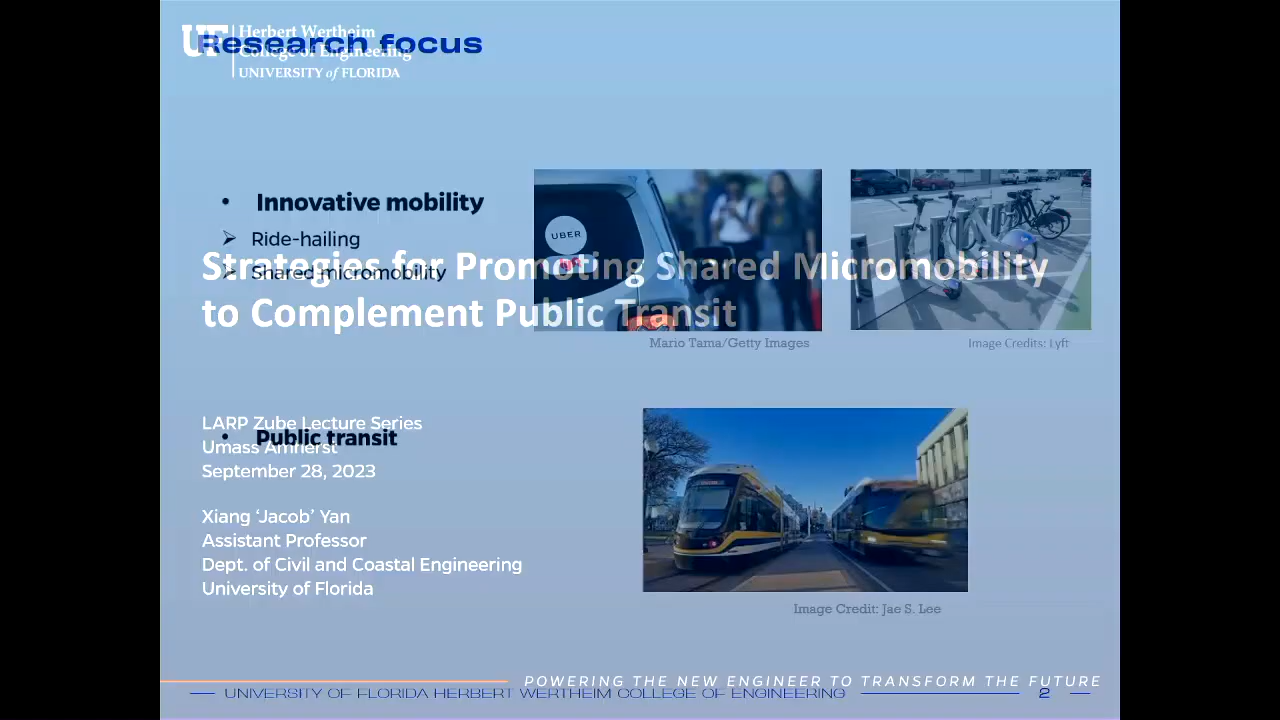 UF
Herbert Wertheim
College of Engineering
UNIVERSITY of FLORIDA
Research focus
• Innovative mobility
➢ Ride-hailing
➢ Shared micromobility
UBER
lyft
Strategies for Promoting Shared Micromobility
to Complement Public Transit
Mario Tama/Getty Images
Image Credits: Lyft
LARP Zube Lecture Series
• Public transit
Umass Amherst
September 28, 2023
Xiang ‘Jacob’ Yan
Assistant Professor
Dept. of Civil and Coastal Engineering
University of Florida
Image Credit: Jae S. Lee
POWERING THE NEW ENGINEER TO TRANSFORM THE FUTURE
UNIVERSITY OF FLORIDA HERBERT WERTHEIM COLLEGE OF ENGINEERING
2